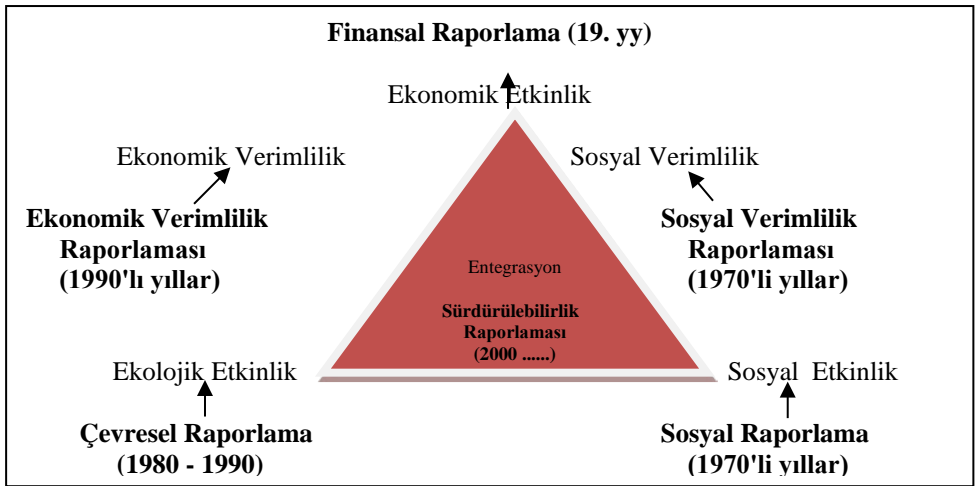 Finansal Raporlama (19. yy)
Ekonomik Etkinlik
Ekonomik Verimlilik
Sosyal Verimlilik
Ekonomik Verimlilik
Raporlaması
(1990'lı yıllar)
Sosyal Verimlilik
Raporlaması
(1970'li yıllar)
Entegrasyon
Sürdürülebilirlik
Raporlaması
(2000 ......)
Ekolojik Etkinlik
Sosyal Etkinlik
Çevresel Raporlama
(1980 - 1990)
Sosyal Raporlama
(1970'li yıllar)